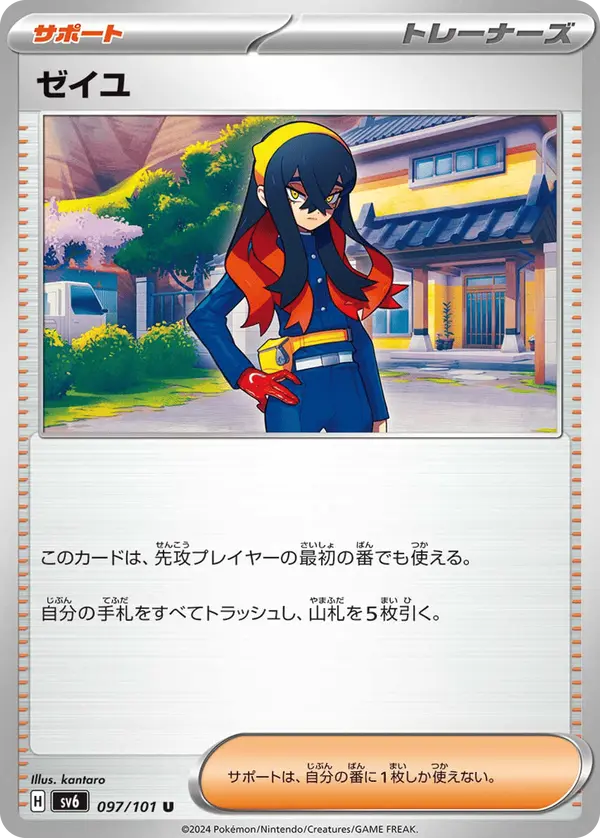 サポート トレーナーズ
ゼイユ
このカードは、先攻プレイヤーの最初の番でも使える。
自分の手札をすべてトラッシュし、山札を5枚引く。
サポートは、自分の番に1枚しか使えない。
Illus. kantaro
H sv6 097/101 U
©2024 Pokémon/Nintendo/Creatures/GAME FREAK.